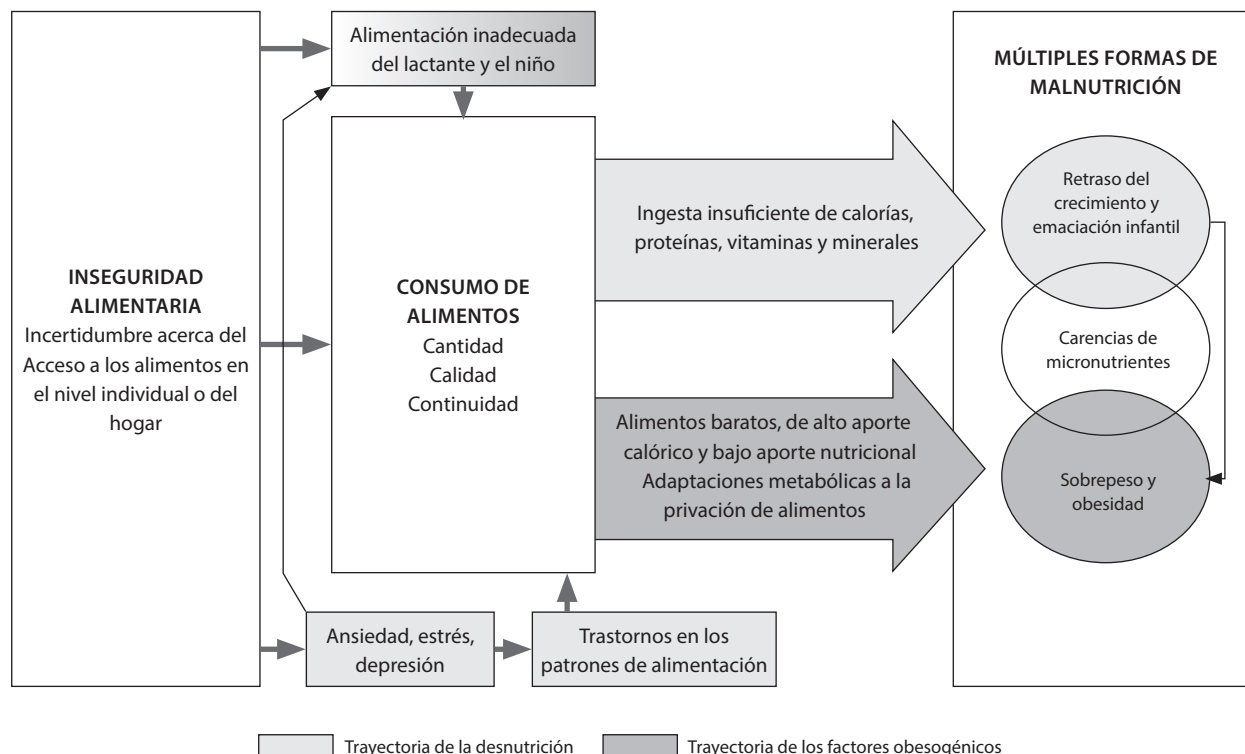 Alimentación inadecuada
del lactante y el niño
INSEGURIDAD
ALIMENTARIA
Incertidumbre acerca del
Acceso a los alimentos en
el nivel individual o del
hogar
CONSUMO DE
ALIMENTOS
Cantidad
Calidad
Continuidad
Ansiedad, estrés,
depresión
Trastornos en los
patrones de alimentación
Ingesta insuficiente de calorías,
proteínas, vitaminas y minerales
Alimentos baratos, de alto aporte
calórico y bajo aporte nutricional
Adaptaciones metabólicas a la
privación de alimentos
MÚLTIPLES FORMAS DE
MALNUTRICIÓN
Retraso del
crecimiento y
emaciación infantil
Carencias de
micronutrientes
Sobrepeso y
obesidad
Trayectoria de la desnutrición
Trayectoria de los factores obesogénicos